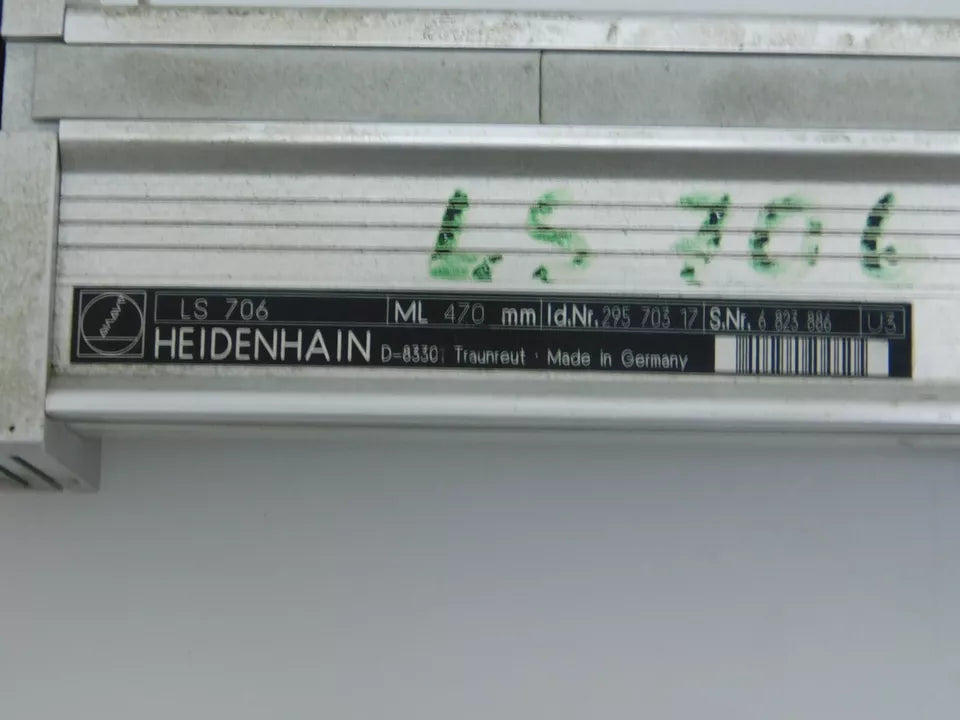 LS 706
LS 706 ML 470 mm Id.Nr. 295 703 17 S.Nr. 6 823 886 U3
HEIDENHAIN D-8330 Traunreut · Made in Germany